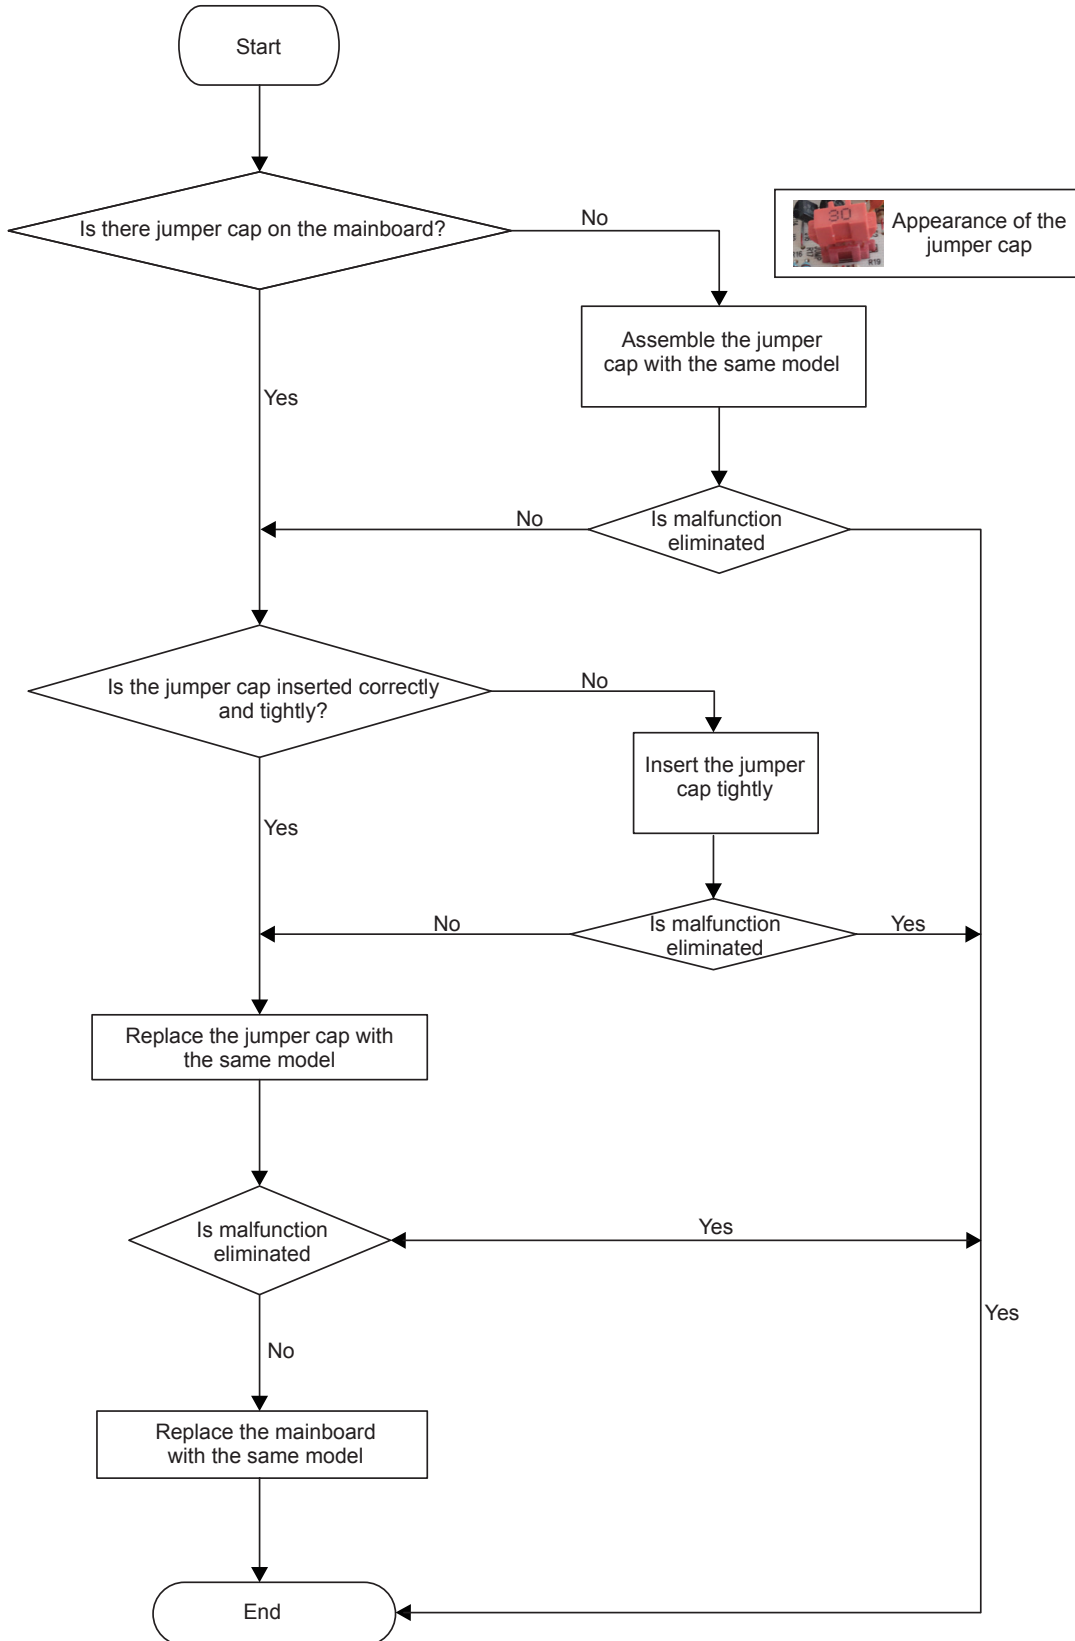 Start
Is there jumper cap on the mainboard?
No
30
R19
Appearance of the
jumper cap
Assemble the jumper
cap with the same model
Yes
No
Is malfunction
eliminated
Is the jumper cap inserted correctly
and tightly?
No
Insert the jumper
cap tightly
Yes
No
Is malfunction
eliminated
Yes
Replace the jumper cap with
the same model
Is malfunction
eliminated
Yes
Yes
No
Replace the mainboard
with the same model
End